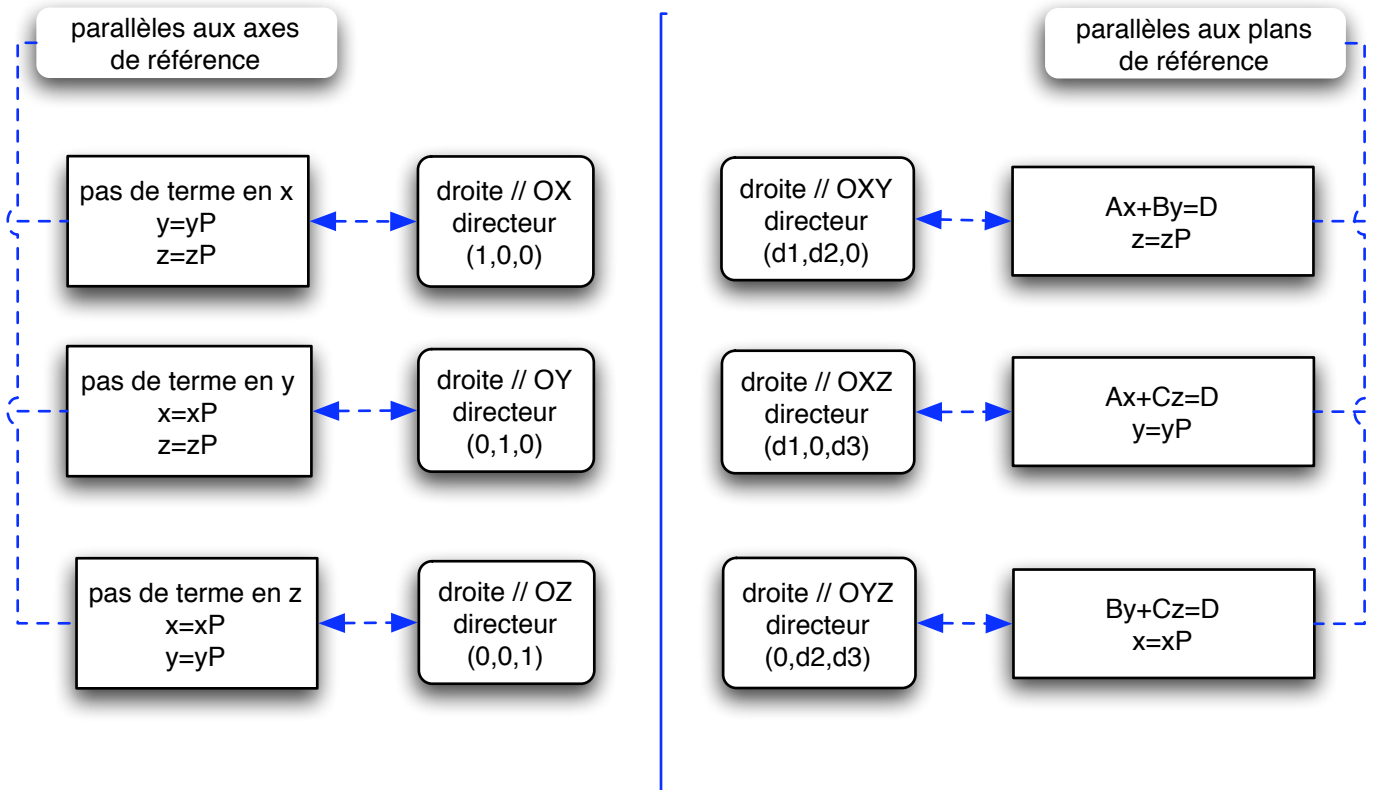 parallèles aux axes
de référence
pas de terme en x
y=yP
z=zP
droite // OX
directeur
(1,0,0)
pas de terme en y
x=xP
z=zP
droite // OY
directeur
(0,1,0)
pas de terme en z
x=xP
y=yP
droite // OZ
directeur
(0,0,1)
parallèles aux plans
de référence
droite // OXY
directeur
(d1,d2,0)
Ax+By=D
z=zP
droite // OXZ
directeur
(d1,0,d3)
Ax+Cz=D
y=yP
droite // OYZ
directeur
(0,d2,d3)
By+Cz=D
x=xP